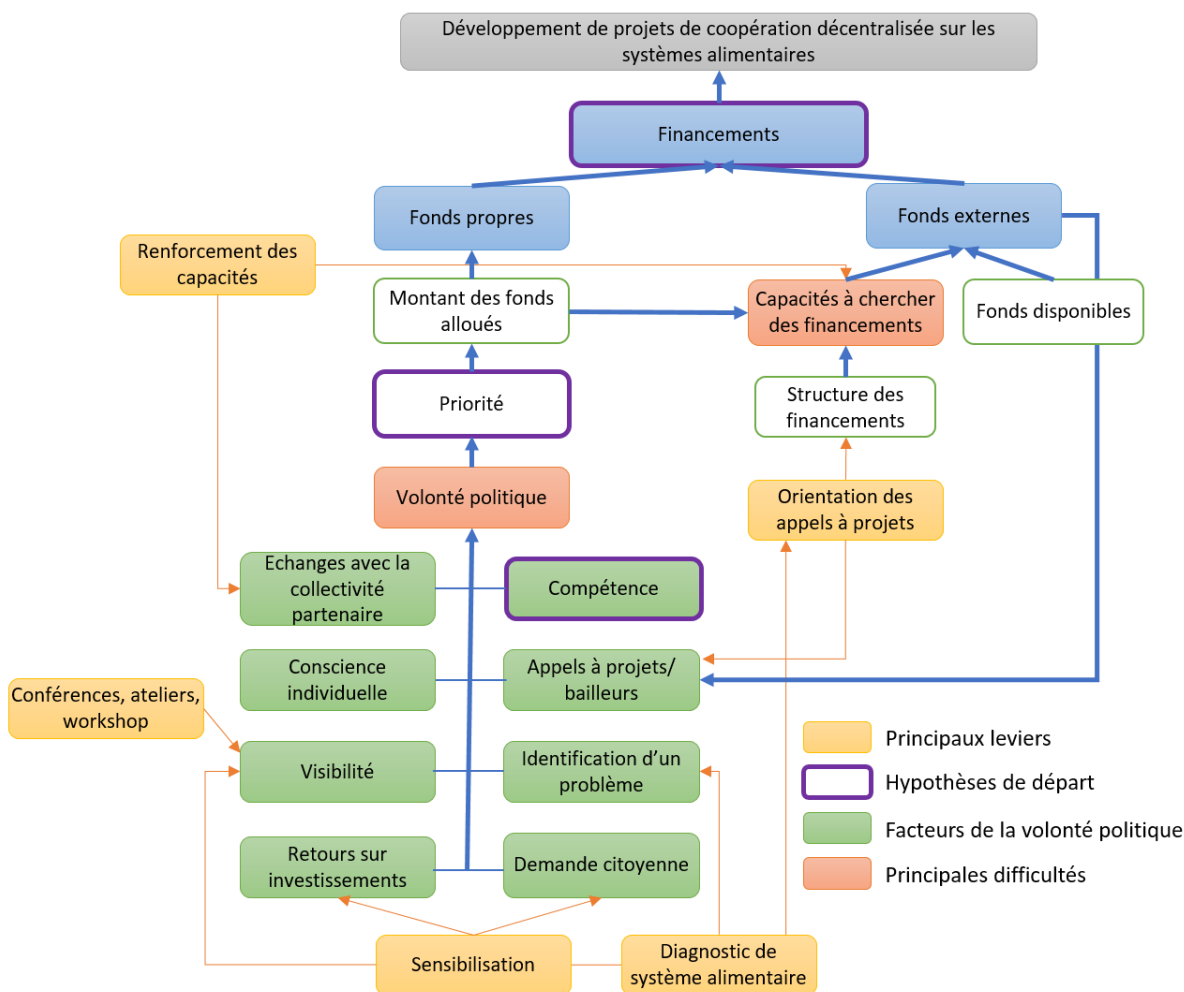 Développement de projets de coopération décentralisée sur les
systèmes alimentaires
Financements
Fonds propres
Fonds externes
Renforcement des
capacités
Montant des fonds
alloués
Capacités à chercher
des financements
Fonds disponibles
Priorité
Structure des
financements
Volonté politique
Orientation des
appels à projets
Echanges avec la
collectivité
partenaire
Compétence
Conscience
individuelle
Appels à projets/
bailleurs
Conférences, ateliers,
workshop
Visibilité
Identification d’un
problème
Retours sur
investissements
Demande citoyenne
Sensibilisation
Diagnostic de
système alimentaire
Principaux leviers
Hypothèses de départ
Facteurs de la volonté politique
Principales difficultés